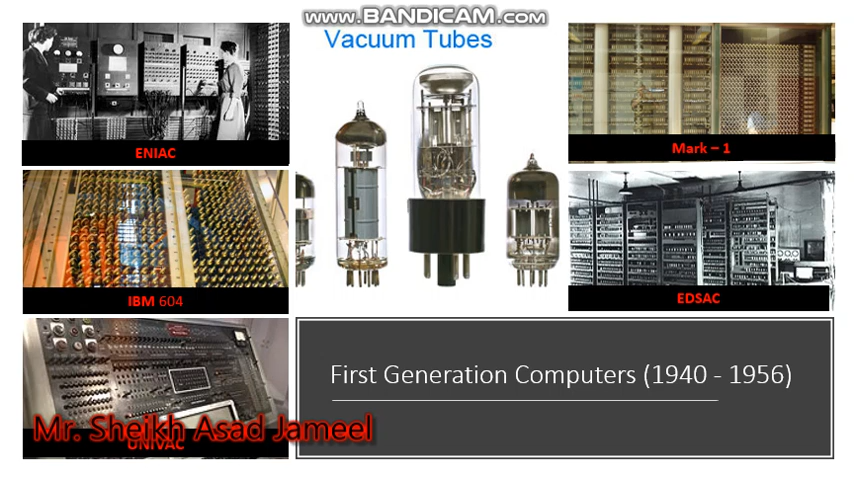 www.BANDICAM.com
Vacuum Tubes
ENIAC
Mark – 1
IBM 604
EDSAC
First Generation Computers (1940 - 1956)
Mr. Sheikh Asad Jameel
UNIVAC